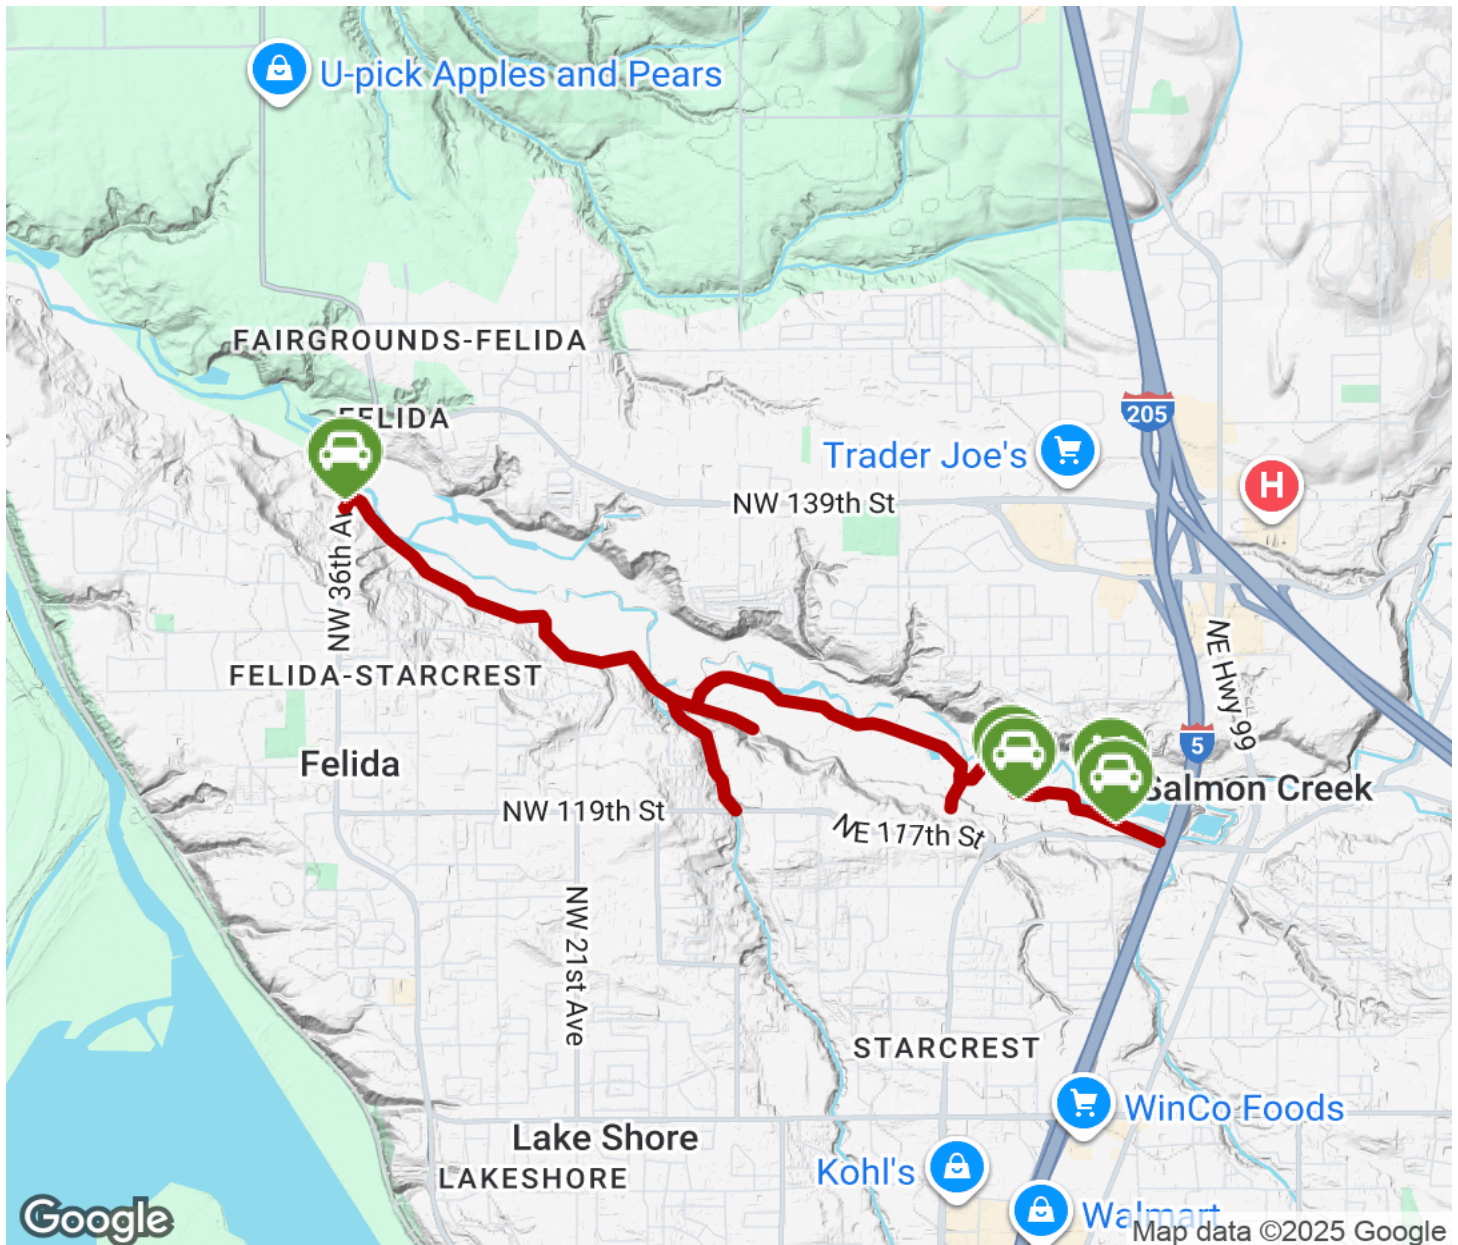 U-pick Apples and Pears
FAIRGROUNDS-FELIDA
FELIDA
205
Trader Joe's
H
NW 139th St
NW 36th Av
NE Hwy 99
FELIDA-STARCREST
5
Felida
Salmon Creek
NW 119th St
NE 117th St
NW 21st Ave
STARCREST
WinCo Foods
Lake Shore
LAKESHORE
Kohl's
Walmart
Google
Map data ©2025 Google